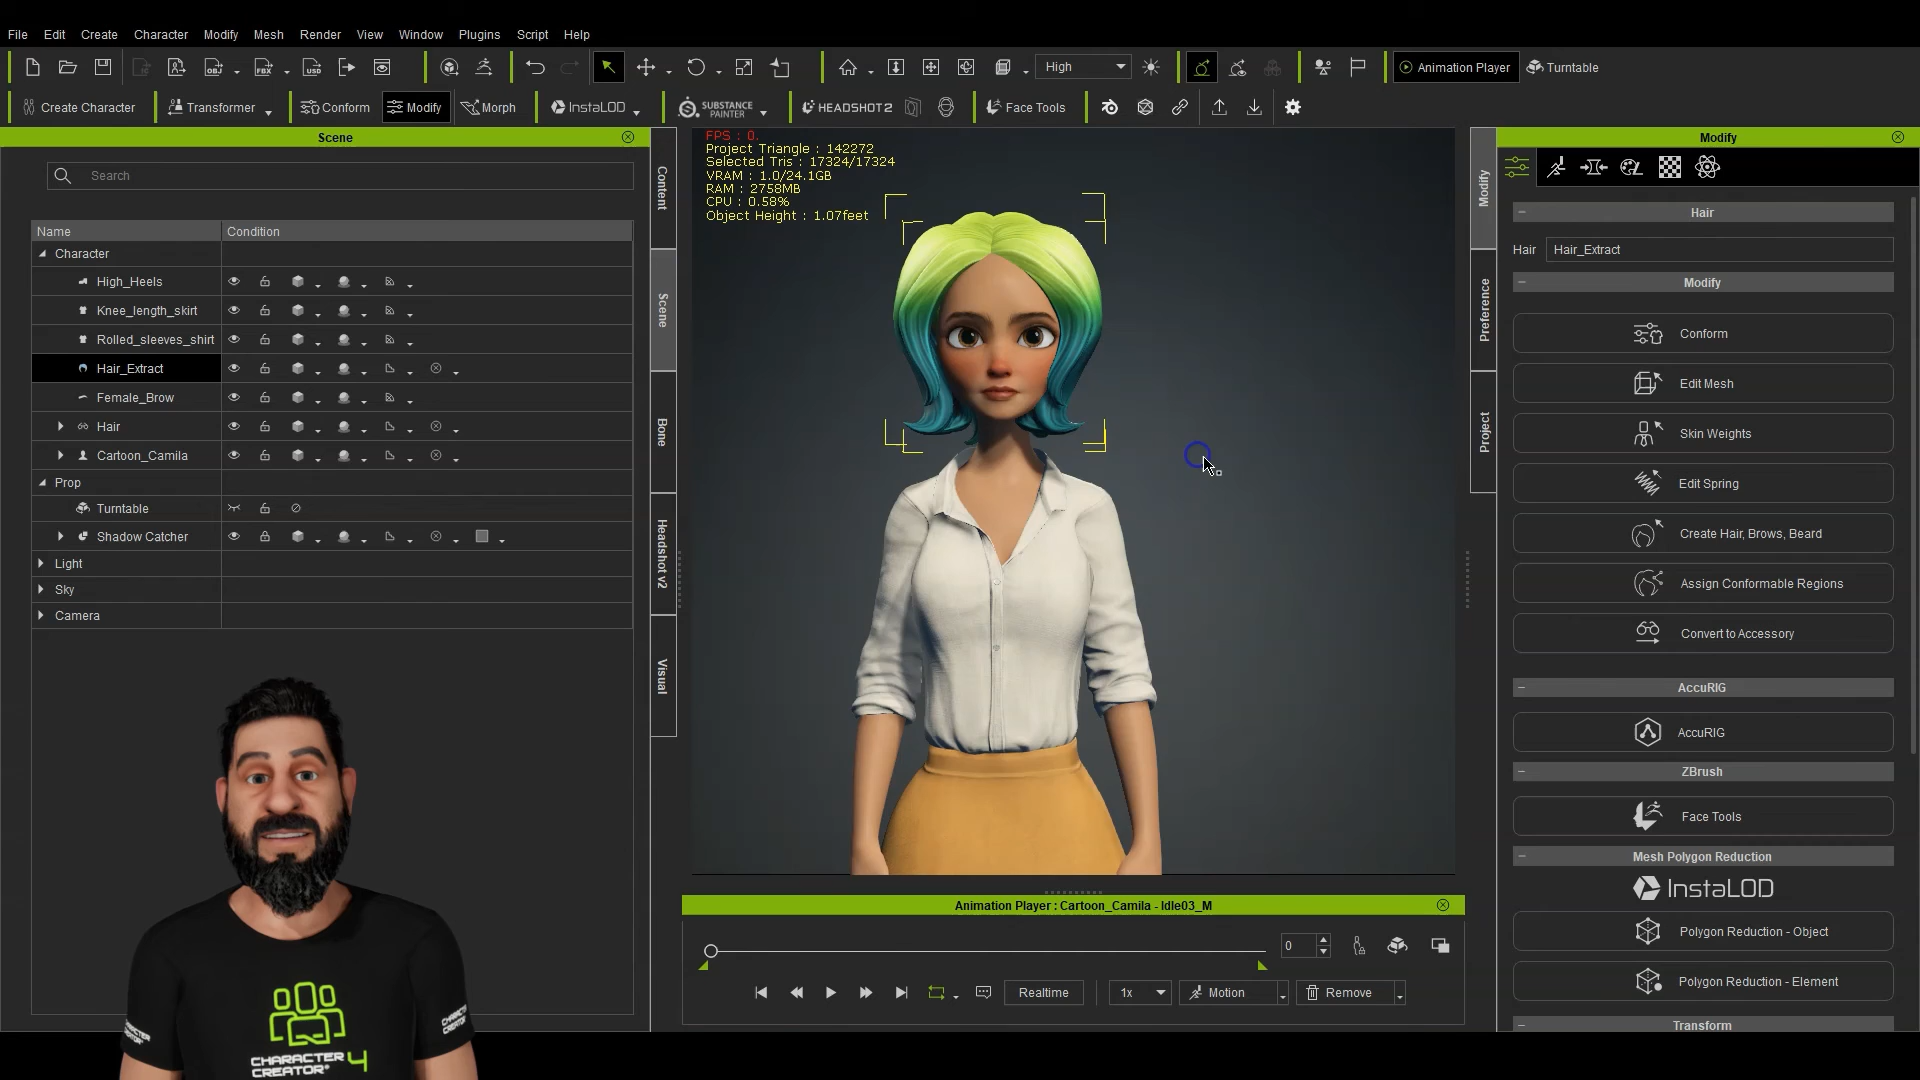 File Edit Create Character Modify Mesh Render View Window Plugins Script Help
High
Animation Player
Turntable
Create Character
Transformer
Conform
Modify
Morph
InstaLOD
SUBSTANCE
PAINTER
HEADSHOT 2
Face Tools
Scene
Search
Name Condition
Character
High_Heels
Knee_length_skirt
Rolled_sleeves_shirt
Hair_Extract
Female_Brow
Hair
Cartoon_Camila
Prop
Turntable
Shadow Catcher
Light
Sky
Camera
CHARACTER
CREATOR
CHARACTER
CREATOR 4
Content
Scene
Bone
Headshot v2
Visual
FPS : 0.
Project Triangle : 142272
Selected Tris : 17324/17324
VRAM : 1.0/24.1GB
RAM : 2758MB
CPU : 0.58%
Object Height : 1.07feet
Animation Player : Cartoon_Camila - Idle03_M
0
Realtime
1x
Motion
Remove
Modify
Preference
Project
Modify
Hair
Hair Hair_Extract
Modify
Conform
Edit Mesh
Skin Weights
Edit Spring
Create Hair, Brows, Beard
Assign Conformable Regions
Convert to Accessory
AccuRIG
AccuRIG
ZBrush
Face Tools
Mesh Polygon Reduction
InstaLOD
Polygon Reduction - Object
Polygon Reduction - Element
Transform